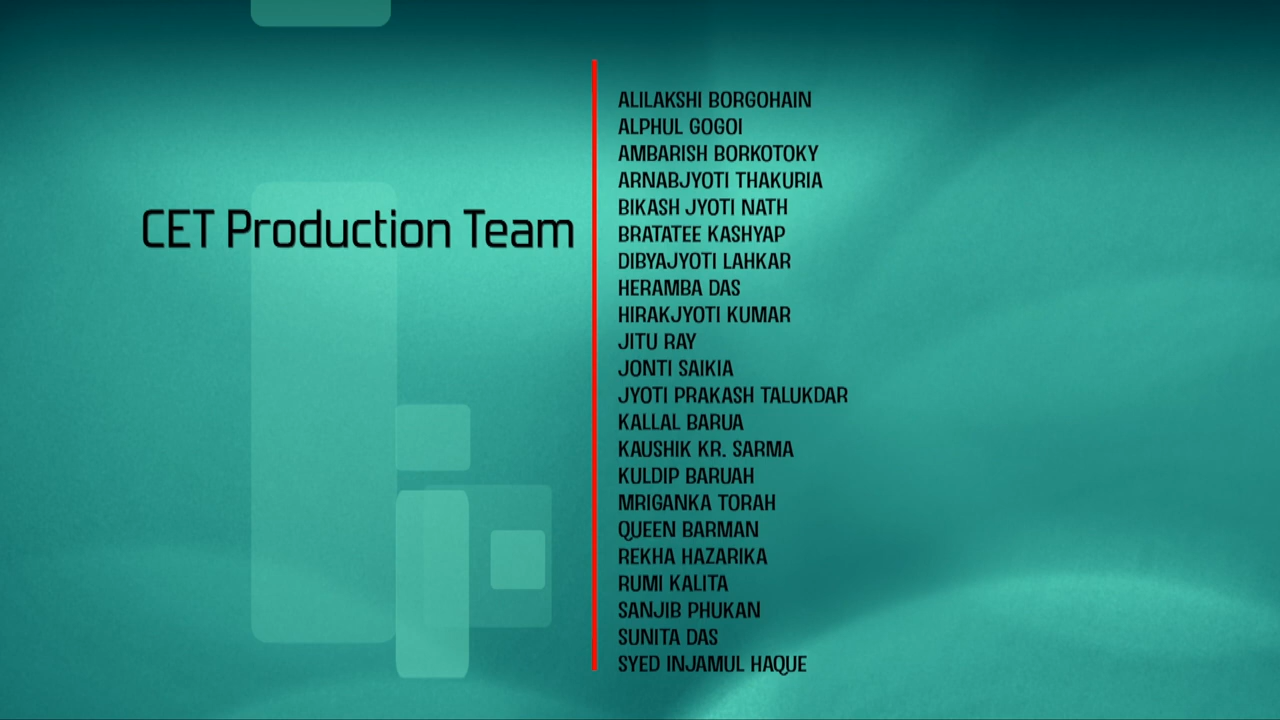 CET Production Team
ALILAKSHI BORGOHAIN
ALPHUL GOGOI
AMBARISH BORKOTOKY
ARNABJYOTI THAKURIA
BIKASH JYOTI NATH
BRATATEE KASHYAP
DIBYAJYOTI LAHKAR
HERAMBA DAS
HIRAKJYOTI KUMAR
JITU RAY
JONTI SAIKIA
JYOTI PRAKASH TALUKDAR
KALLAL BARUA
KAUSHIK KR. SARMA
KULDIP BARUAH
MRIGANKA TORAH
QUEEN BARMAN
REKHA HAZARIKA
RUMI KALITA
SANJIB PHUKAN
SUNITA DAS
SYED INJAMUL HAQUE